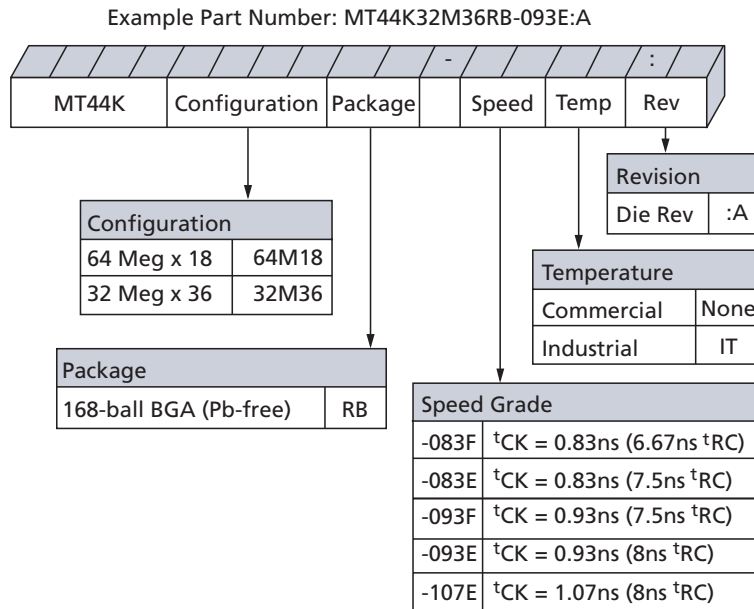 Example Part Number: MT44K32M36RB-093E:A
- :
MT44K Configuration Package Speed Temp Rev
Revision
Die Rev :A
Configuration
64 Meg x 18 64M18
32 Meg x 36 32M36
Temperature
Commercial None
Industrial IT
Package
168-ball BGA (Pb-free) RB
Speed Grade
-083F tCK = 0.83ns (6.67ns tRC)
-083E tCK = 0.83ns (7.5ns tRC)
-093F tCK = 0.93ns (7.5ns tRC)
-093E tCK = 0.93ns (8ns tRC)
-107E tCK = 1.07ns (8ns tRC)